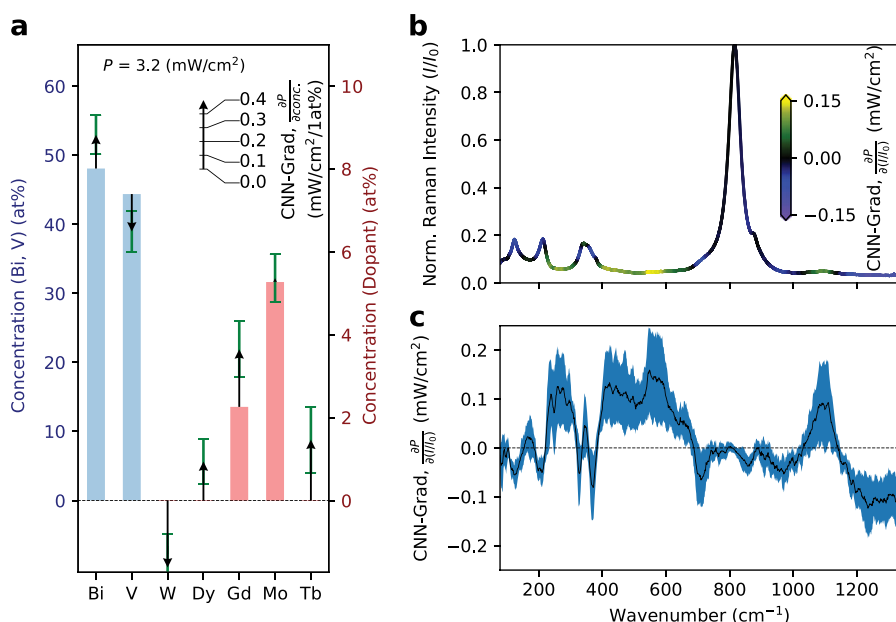 a
P = 3.2 (mW/cm²)
0.4
0.3
0.2
0.1
0.0
CNN-Grad, ∂P/∂conc.
(mW/cm²/1at%)
60
50
40
30
20
10
0
Concentration (Bi, V) (at%)
10
8
6
4
2
0
Concentration (Dopant) (at%)
Bi V W Dy Gd Mo Tb
b
Norm. Raman Intensity (I/I₀)
1.0
0.8
0.6
0.4
0.2
0.0
0.15
0.00
−0.15
CNN-Grad, ∂P/∂(I/I₀) (mW/cm²)
c
CNN-Grad, ∂P/∂(I/I₀) (mW/cm²)
0.2
0.1
0.0
−0.1
−0.2
200 400 600 800 1000 1200
Wavenumber (cm⁻¹)